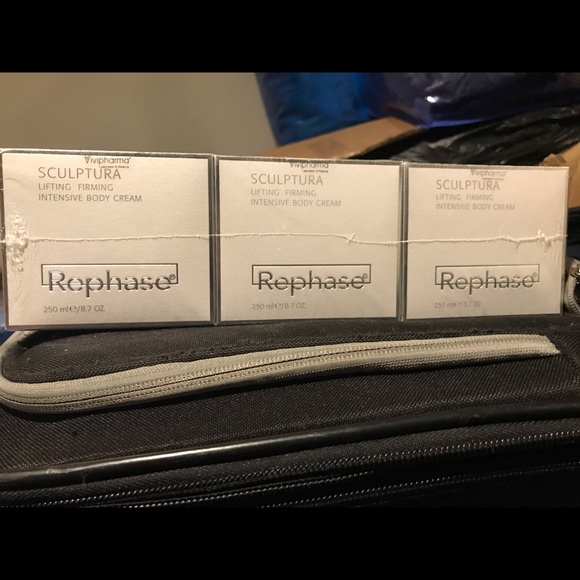 Vivipharma
SCULPTURA
LIFTING FIRMING
INTENSIVE BODY CREAM
Rephase®
250 ml℮/8.7 OZ.
Vivipharma
SCULPTURA
LIFTING FIRMING
INTENSIVE BODY CREAM
Rephase®
250 ml℮/8.7 OZ.
Vivipharma
SCULPTURA
LIFTING FIRMING
INTENSIVE BODY CREAM
Rephase®
250 ml℮/8.7 OZ.